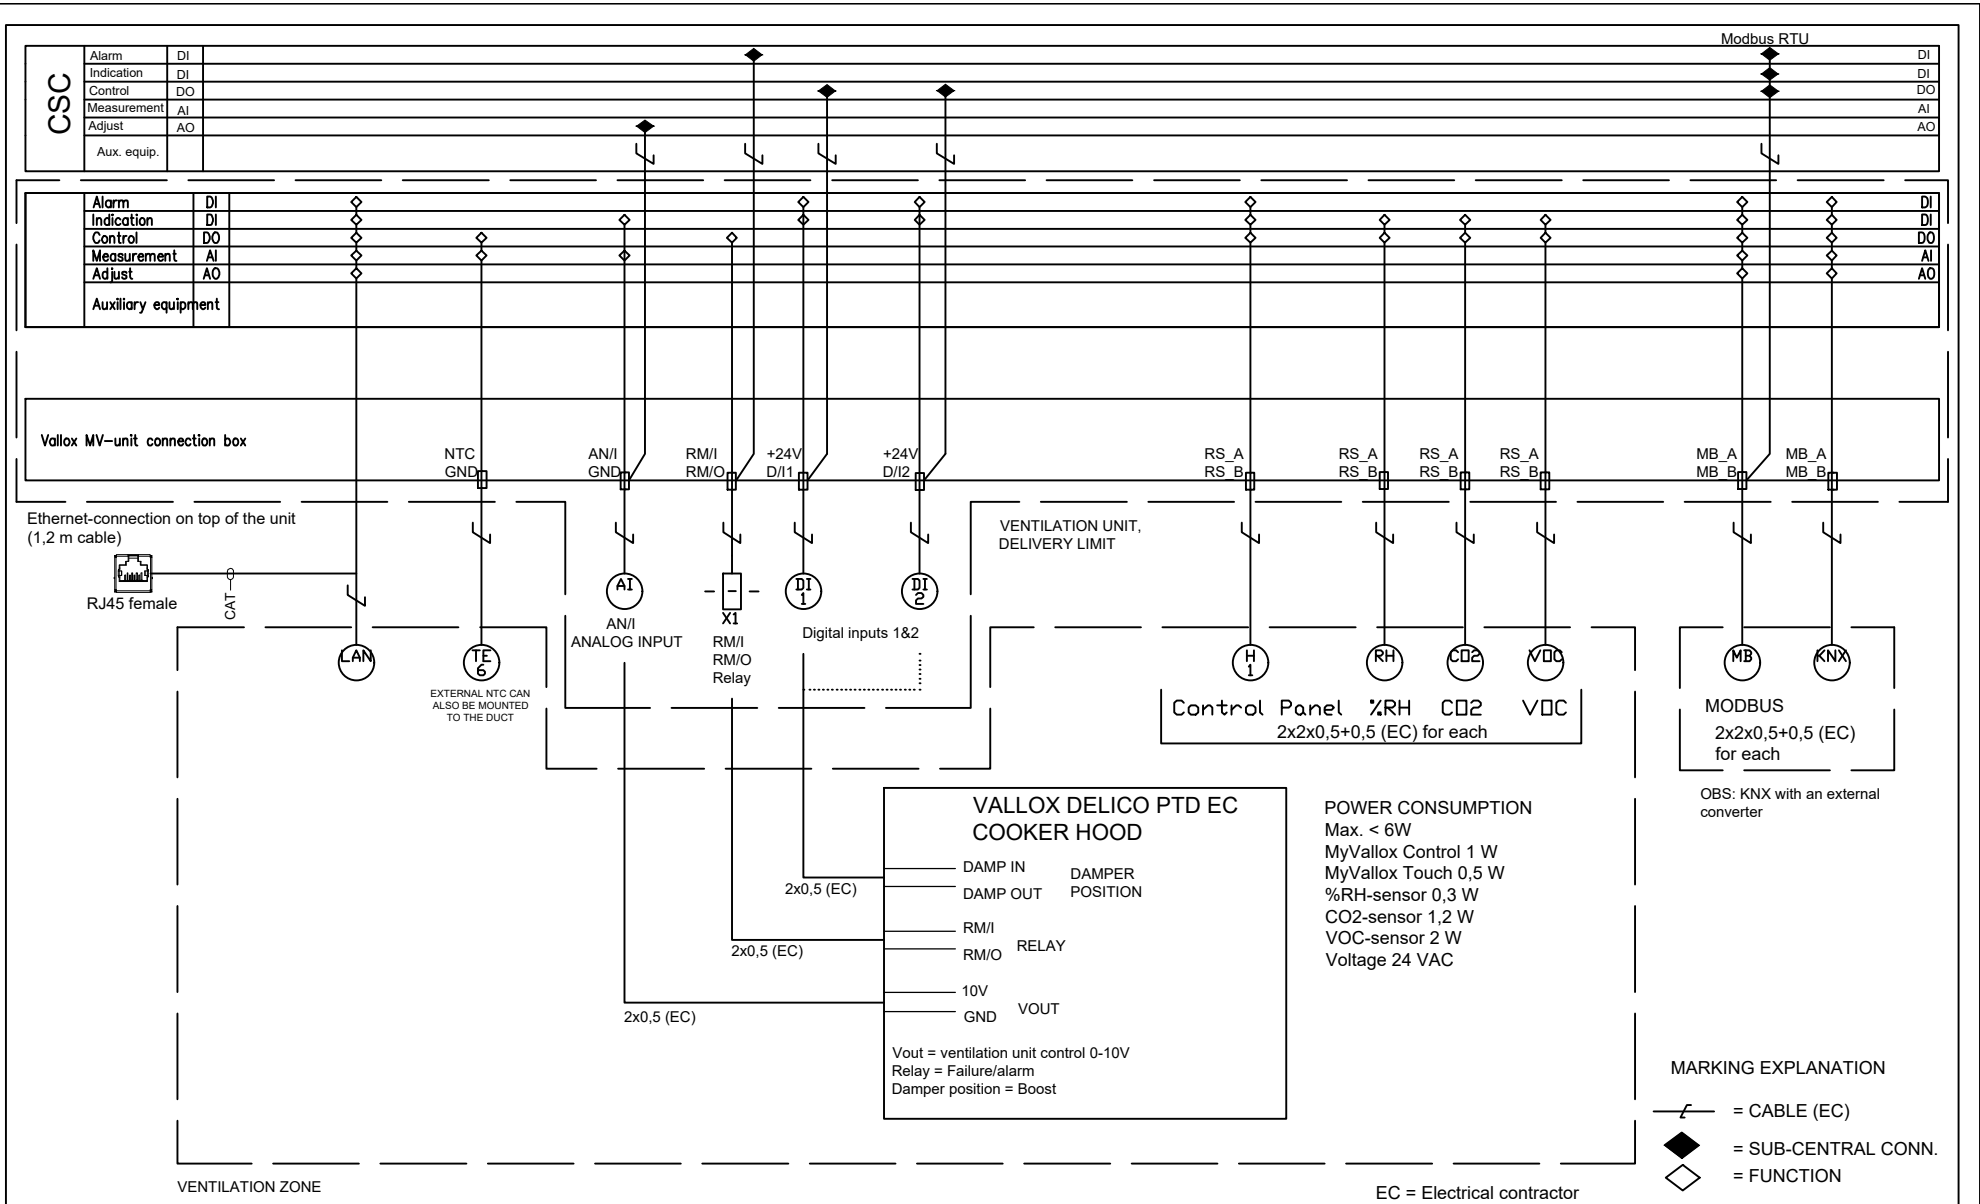 Modbus RTU
CSC
Alarm DI DI
Indication DI DI
Control DO DO
Measurement AI AI
Adjust AO AO
Aux. equip.
Alarm DI DI
Indication DI DI
Control DO DO
Measurement AI AI
Adjust AO AO
Auxiliary equipment
Vallox MV-unit connection box
NTC AN/I RM/I +24V +24V RS_A RS_A RS_A RS_A MB_A MB_A
GND GND RM/O D/I1 D/I2 RS_B RS_B RS_B RS_B MB_B MB_B
Ethernet-connection on top of the unit
(1,2 m cable)
VENTILATION UNIT,
DELIVERY LIMIT
RJ45 female
CAT
AI
DI
1
DI
2
X1
AN/I
ANALOG INPUT
RM/I
RM/O
Relay
Digital inputs 1&2
LAN
TE
6
EXTERNAL NTC CAN
ALSO BE MOUNTED
TO THE DUCT
H
1
RH
CO2
VOC
MB
KNX
Control Panel %RH CO2 VOC
2x2x0,5+0,5 (EC) for each
MODBUS
2x2x0,5+0,5 (EC)
for each
OBS: KNX with an external
converter
VALLOX DELICO PTD EC
COOKER HOOD
DAMP IN
DAMP OUT
DAMPER
POSITION
2x0,5 (EC)
RM/I
RM/O
RELAY
2x0,5 (EC)
10V
GND
VOUT
2x0,5 (EC)
Vout = ventilation unit control 0-10V
Relay = Failure/alarm
Damper position = Boost
POWER CONSUMPTION
Max. < 6W
MyVallox Control 1 W
MyVallox Touch 0,5 W
%RH-sensor 0,3 W
CO2-sensor 1,2 W
VOC-sensor 2 W
Voltage 24 VAC
MARKING EXPLANATION
= CABLE (EC)
= SUB-CENTRAL CONN.
= FUNCTION
VENTILATION ZONE
EC = Electrical contractor